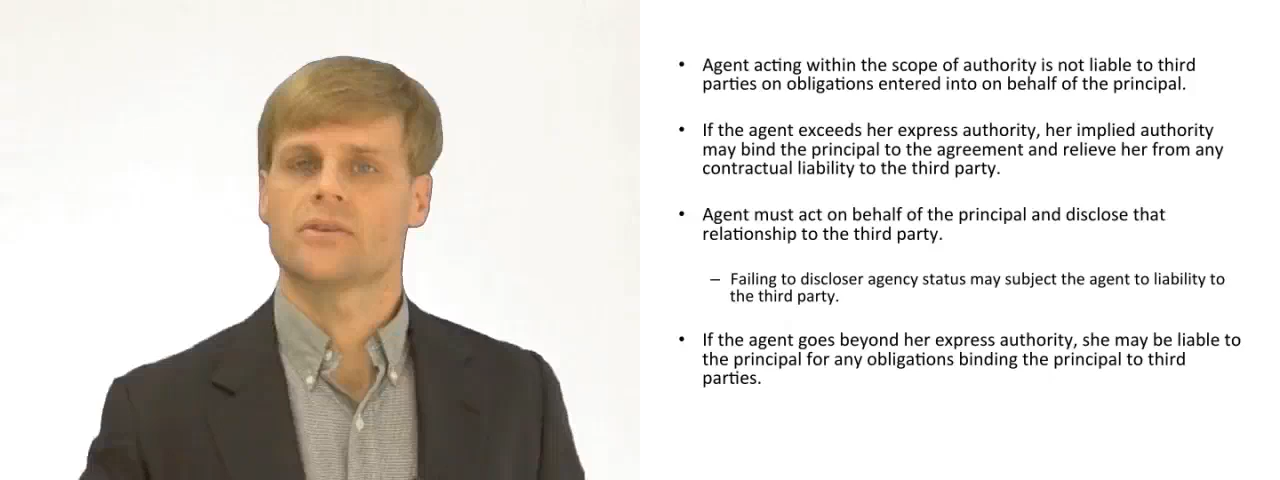 • Agent acting within the scope of authority is not liable to third
parties on obligations entered into on behalf of the principal.
• If the agent exceeds her express authority, her implied authority
may bind the principal to the agreement and relieve her from any
contractual liability to the third party.
• Agent must act on behalf of the principal and disclose that
relationship to the third party.
– Failing to discloser agency status may subject the agent to liability to
the third party.
• If the agent goes beyond her express authority, she may be liable to
the principal for any obligations binding the principal to third
parties.